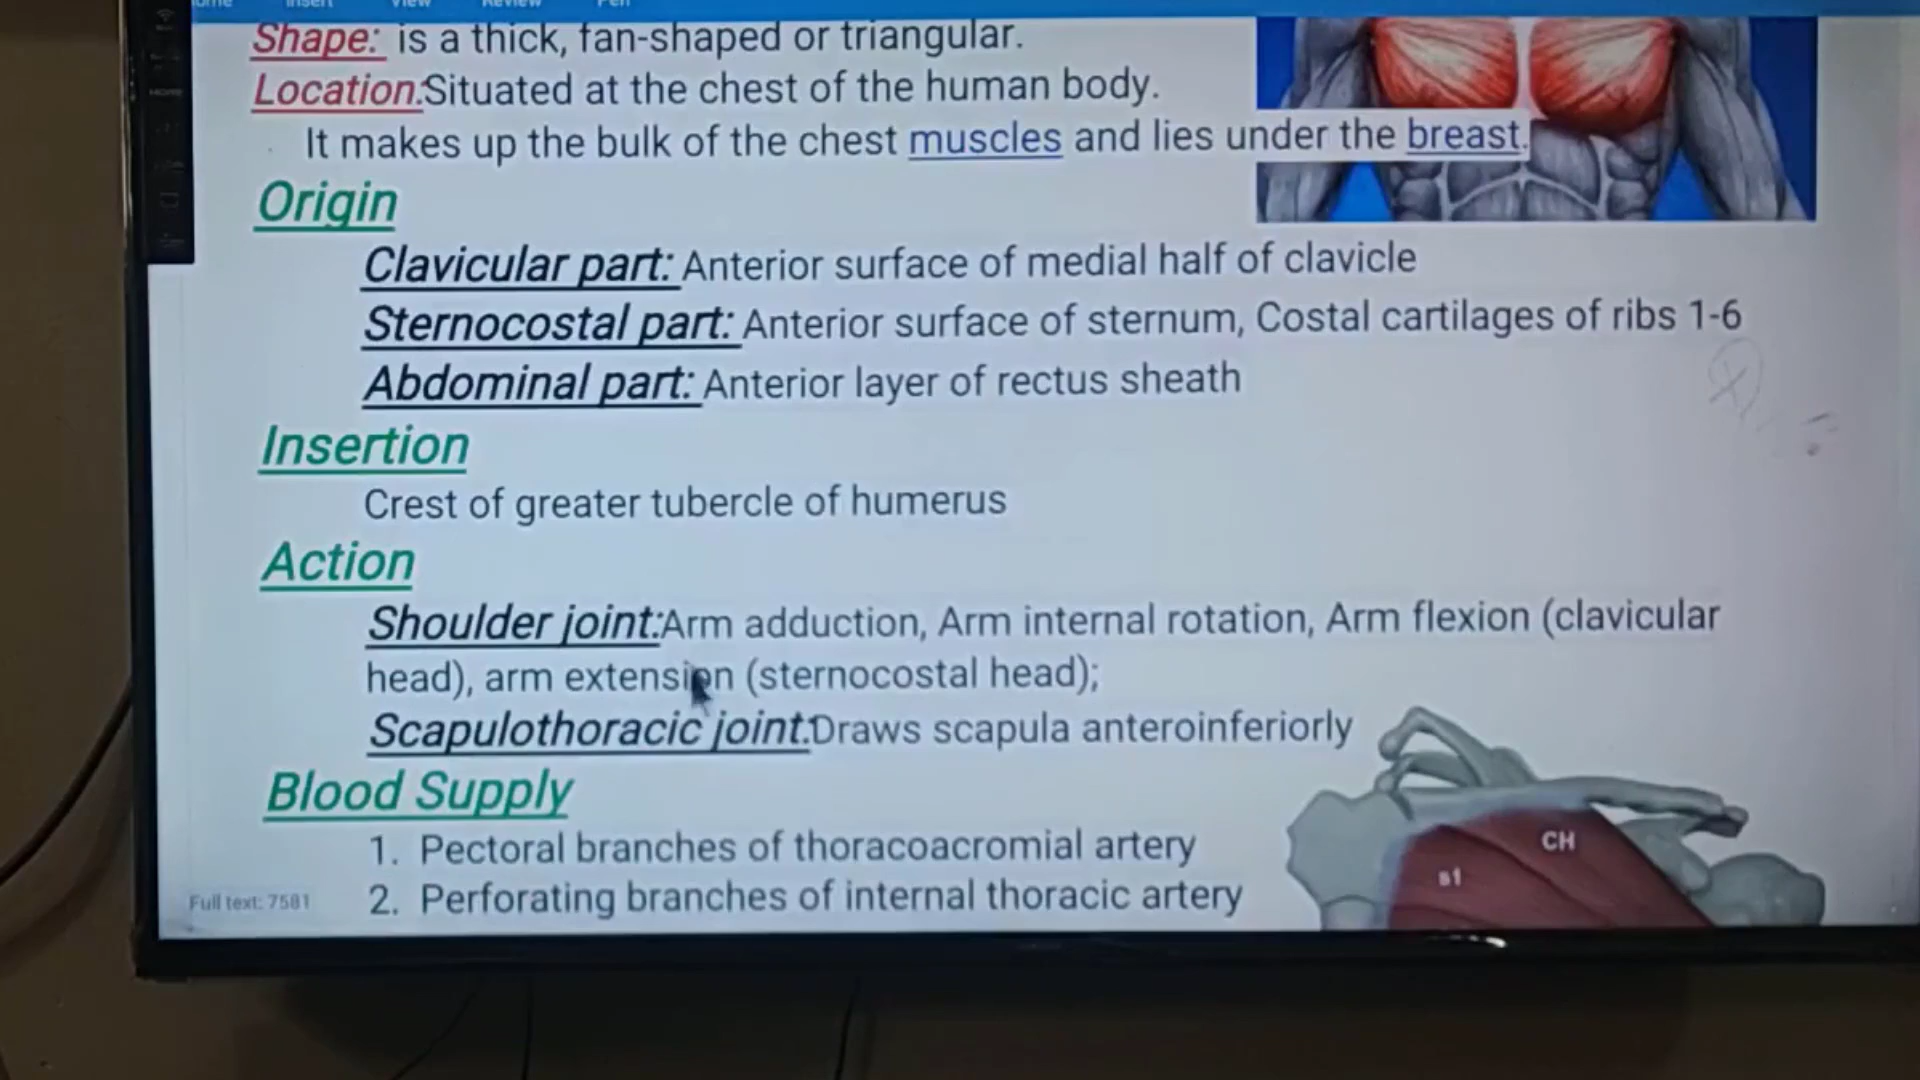 Insert View Review Pen
Shape: is a thick, fan-shaped or triangular.
Location:Situated at the chest of the human body.
It makes up the bulk of the chest muscles and lies under the breast.
Origin
Clavicular part: Anterior surface of medial half of clavicle
Sternocostal part: Anterior surface of sternum, Costal cartilages of ribs 1-6
Abdominal part: Anterior layer of rectus sheath
Insertion
Crest of greater tubercle of humerus
Action
Shoulder joint:Arm adduction, Arm internal rotation, Arm flexion (clavicular
head), arm extension (sternocostal head);
Scapulothoracic joint:Draws scapula anteroinferiorly
Blood Supply
1. Pectoral branches of thoracoacromial artery
2. Perforating branches of internal thoracic artery
CH
s1
Full text: 7581